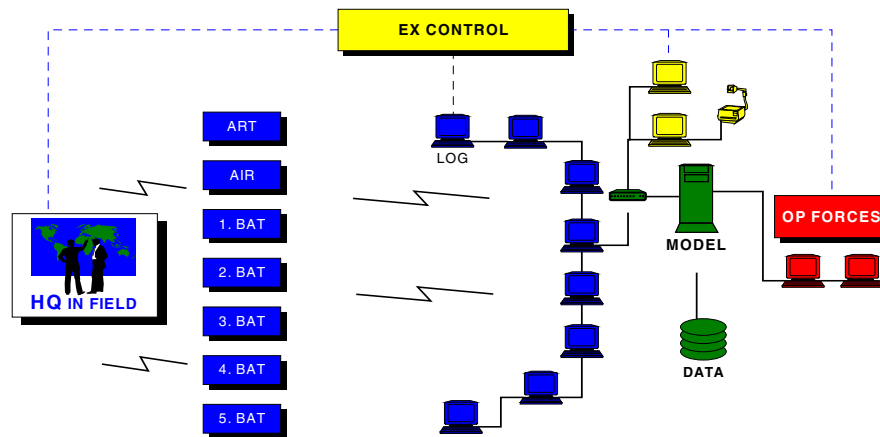 EX CONTROL
ART
LOG
AIR
1. BAT
OP FORCES
MODEL
2. BAT
HQ IN FIELD
3. BAT
4. BAT
DATA
5. BAT